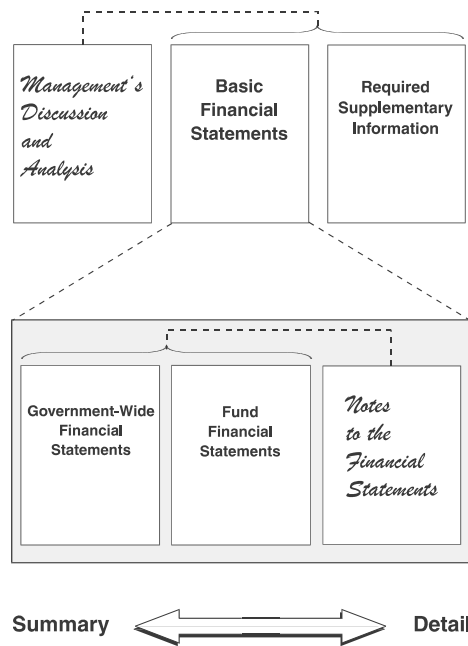 Management's
Discussion
and
Analysis
Basic
Financial
Statements
Required
Supplementary
Information
Government-Wide
Financial
Statements
Fund
Financial
Statements
Notes
to the
Financial
Statements
Summary
Detail